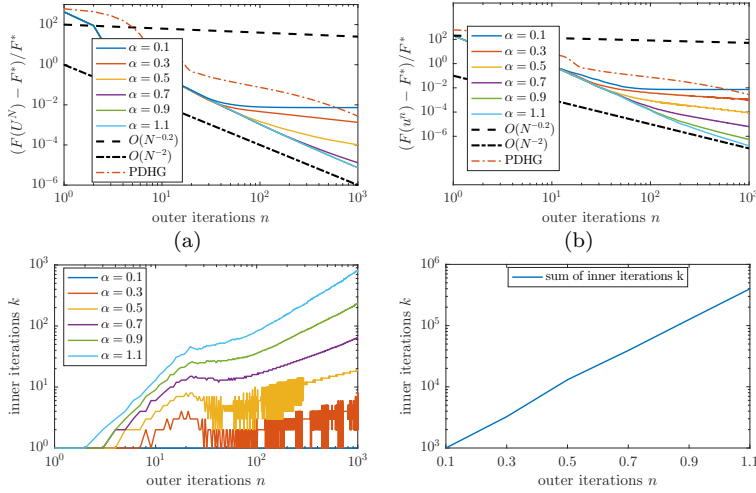 (F(U^N) − F*)/F*
10^2
10^0
10^−2
10^−4
10^−6
α = 0.1
α = 0.3
α = 0.5
α = 0.7
α = 0.9
α = 1.1
O(N^−0.2)
O(N^−2)
PDHG
10^0
10^1
10^2
10^3
outer iterations n
(a)
(F(u^n) − F*)/F*
10^2
10^0
10^−2
10^−4
10^−6
α = 0.1
α = 0.3
α = 0.5
α = 0.7
α = 0.9
α = 1.1
O(N^−0.2)
O(N^−2)
PDHG
10^0
10^1
10^2
10^3
outer iterations n
(b)
inner iterations k
10^3
10^2
10^1
10^0
α = 0.1
α = 0.3
α = 0.5
α = 0.7
α = 0.9
α = 1.1
10^0
10^1
10^2
10^3
outer iterations n
inner iterations k
10^6
10^5
10^4
10^3
sum of inner iterations k
0.1
0.3
0.5
0.7
0.9
1.1
outer iterations n